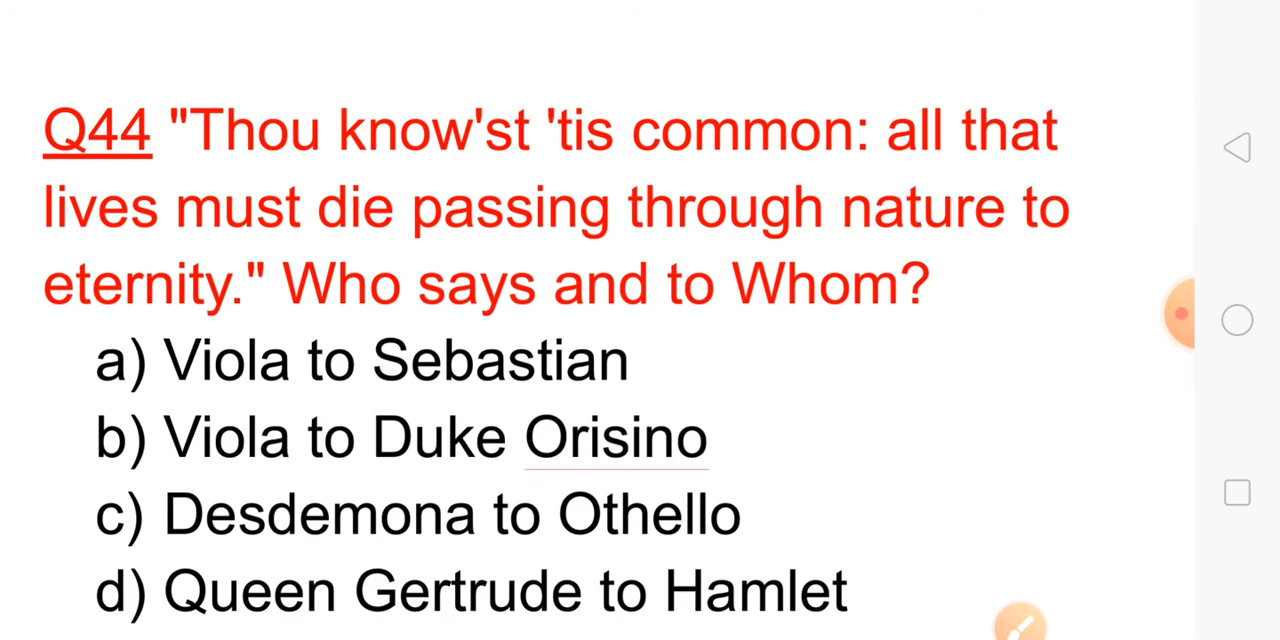 Q44 "Thou know'st 'tis common: all that
lives must die passing through nature to
eternity." Who says and to Whom?
a) Viola to Sebastian
b) Viola to Duke Orisino
c) Desdemona to Othello
d) Queen Gertrude to Hamlet